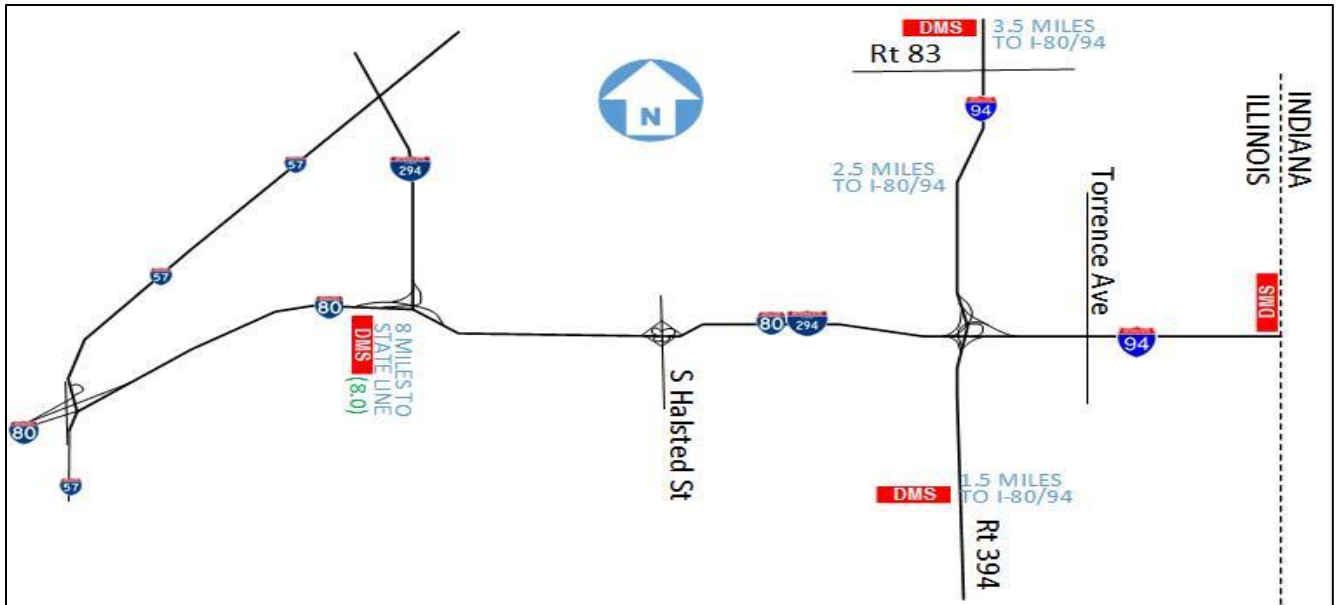 DMS
3.5 MILES
TO I-80/94
Rt 83
94
N
INDIANA
ILLINOIS
57
294
2.5 MILES
TO I-80/94
Torrence Ave
57
DMS
80
80
294
94
8 MILES TO
STATE LINE
DMS
(8.0)
S Halsted St
80
57
DMS
1.5 MILES
TO I-80/94
Rt 394